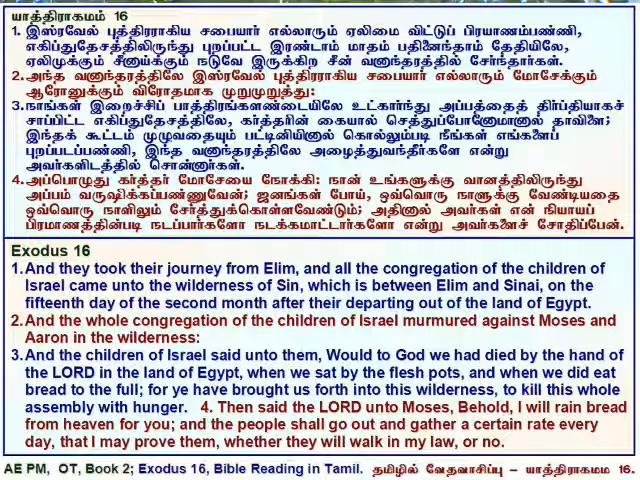 யாத்திராகமம் 16
1. இஸ்ரவேல் புத்திரராகிய சபையார் எல்லாரும் ஏலிமை விட்டுப் பிரயாணம்பண்ணி,
எகிப்துதேசத்திலிருந்து புறப்பட்ட இரண்டாம் மாதம் பதினைந்தாம் தேதியிலே,
ஏலிமுக்கும் சீனாய்க்கும் நடுவே இருக்கிற சீன் வனாந்தரத்தில் சேர்ந்தார்கள்.
2.அந்த வனாந்தரத்திலே இஸ்ரவேல் புத்திரராகிய சபையார் எல்லாரும் மோசேக்கும்
ஆரோனுக்கும் விரோதமாக முறுமுறுத்து:
3.நாங்கள் இறைச்சிப் பாத்திரங்களண்டையிலே உட்கார்ந்து அப்பத்தைத் திர்ப்தியாகச்
சாப்பிட்ட எகிப்துதேசத்திலே, கர்த்தரின் கையால் செத்துப்போனோமானால் தாவிளை;
இந்தக் கூட்டம் முழுவதையும் பட்டினியினால் கொல்லும்படி நீங்கள் எங்களைப்
புறப்படப்பண்ணி, இந்த வனாந்தரத்திலே அழைத்துவந்தீர்களே என்று
அவர்களிடத்தில் சொன்னார்கள்.
4.அப்பொழுது கர்த்தர் மோசேயை நோக்கி: நான் உங்களுக்கு வானத்திலிருந்து
அப்பம் வருஷிக்கப்பண்ணுவேன்; ஜனங்கள் போய், ஒவ்வொரு நாளுக்கு வேண்டியதை
ஒவ்வொரு நாளிலும் சேர்த்துக்கொள்ளவேண்டும்; அதினால் அவர்கள் என் நியாயப்
பிரமாணத்தின்படி நடப்பார்களோ நடக்கமாட்டார்களோ என்று அவர்களைச் சோதிப்பேன்.
Exodus 16
1.And they took their journey from Elim, and all the congregation of the children of
Israel came unto the wilderness of Sin, which is between Elim and Sinai, on the
fifteenth day of the second month after their departing out of the land of Egypt.
2.And the whole congregation of the children of Israel murmured against Moses and
Aaron in the wilderness:
3.And the children of Israel said unto them, Would to God we had died by the hand of
the LORD in the land of Egypt, when we sat by the flesh pots, and when we did eat
bread to the full; for ye have brought us forth into this wilderness, to kill this whole
assembly with hunger. 4. Then said the LORD unto Moses, Behold, I will rain bread
from heaven for you; and the people shall go out and gather a certain rate every
day, that I may prove them, whether they will walk in my law, or no.
AE PM, OT, Book 2; Exodus 16, Bible Reading in Tamil. தமிழில் வேதவாசிப்பு – யாத்திராகமம 16.